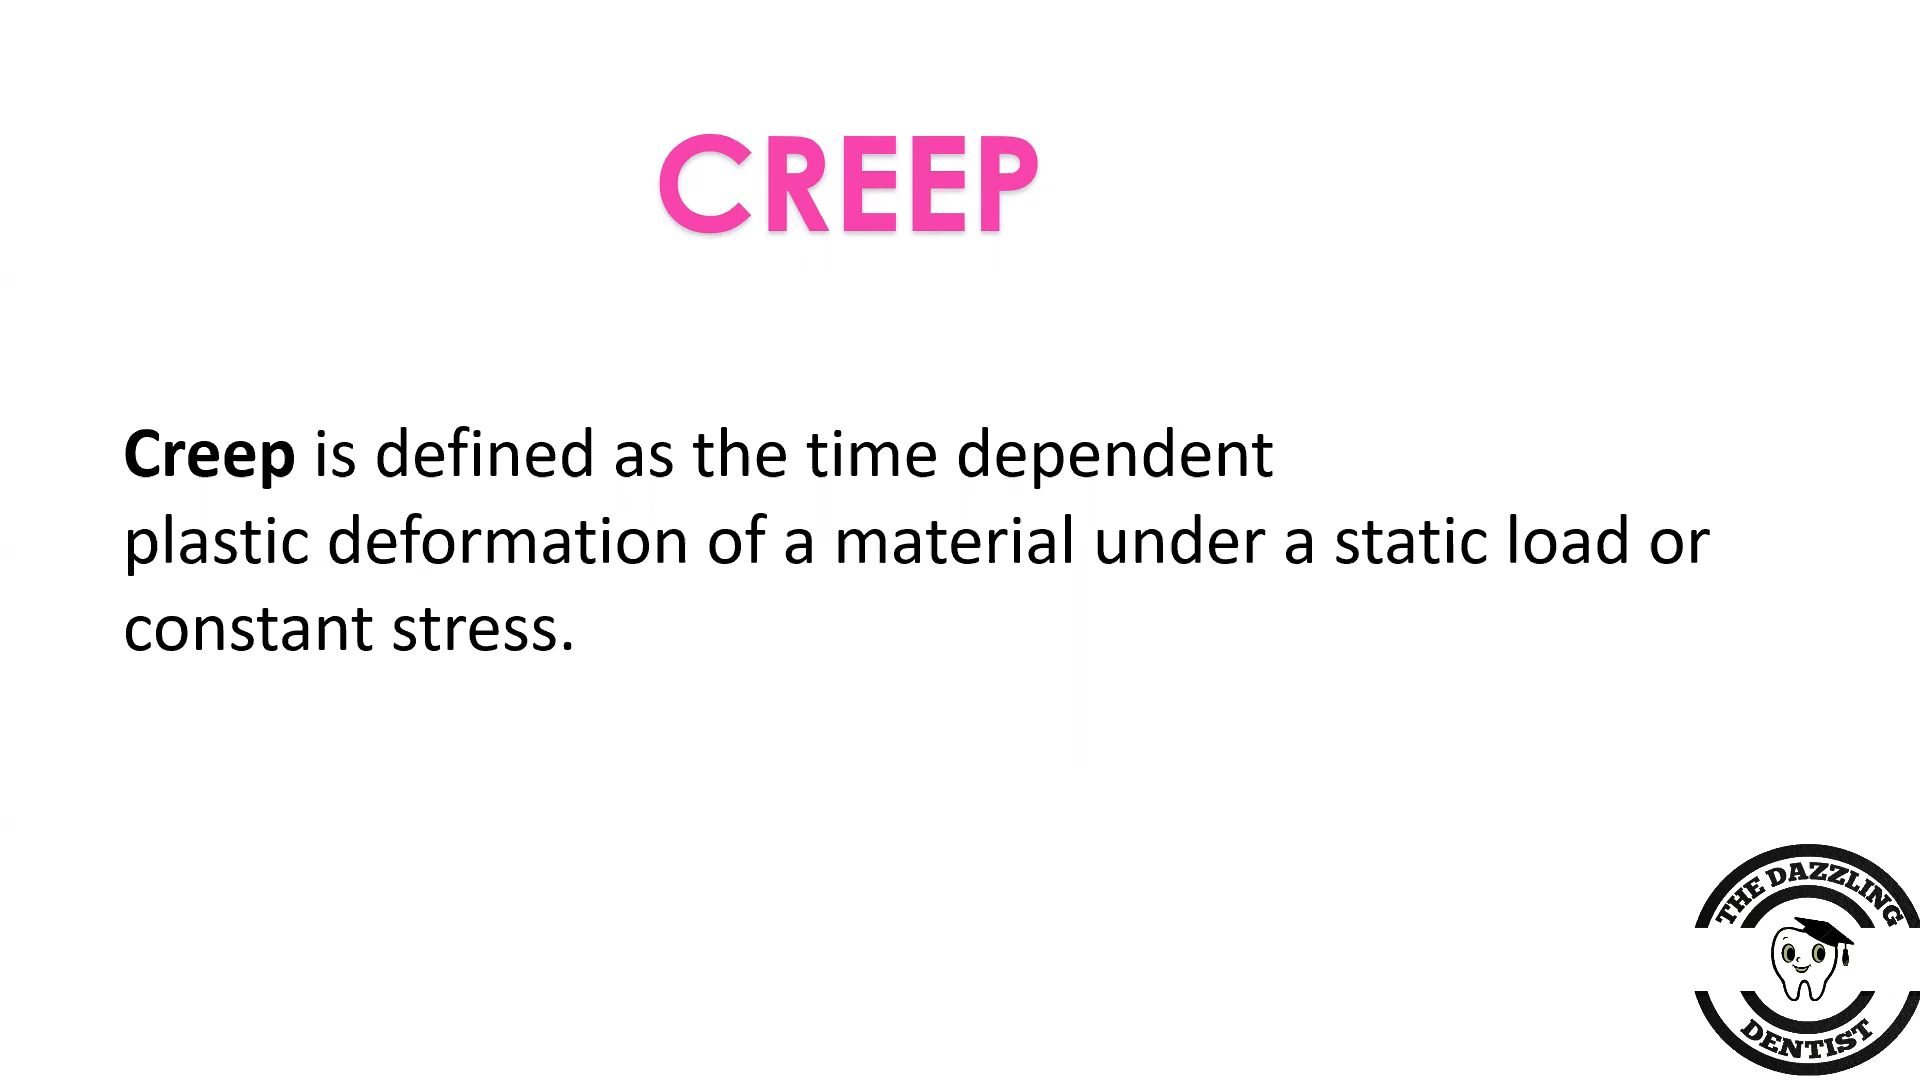 CREEP
Creep is defined as the time dependent
plastic deformation of a material under a static load or
constant stress.
THE DAZZLING
DENTIST